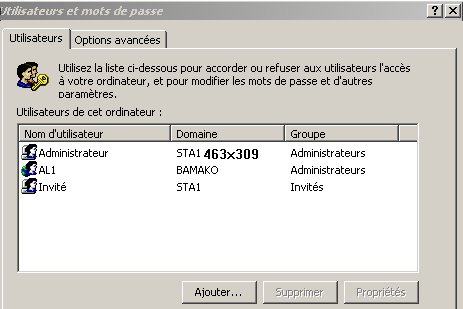 Utilisateurs et mots de passe
Utilisateurs
Options avancées
Utilisez la liste ci-dessous pour accorder ou refuser aux utilisateurs l'accès
à votre ordinateur, et pour modifier les mots de passe et d'autres
paramètres.
Utilisateurs de cet ordinateur :
Nom d'utilisateur Domaine Groupe
Administrateur STA1 463×309 Administrateurs
AL1 BAMAKO Administrateurs
Invité STA1 Invités
Ajouter... Supprimer Propriétés